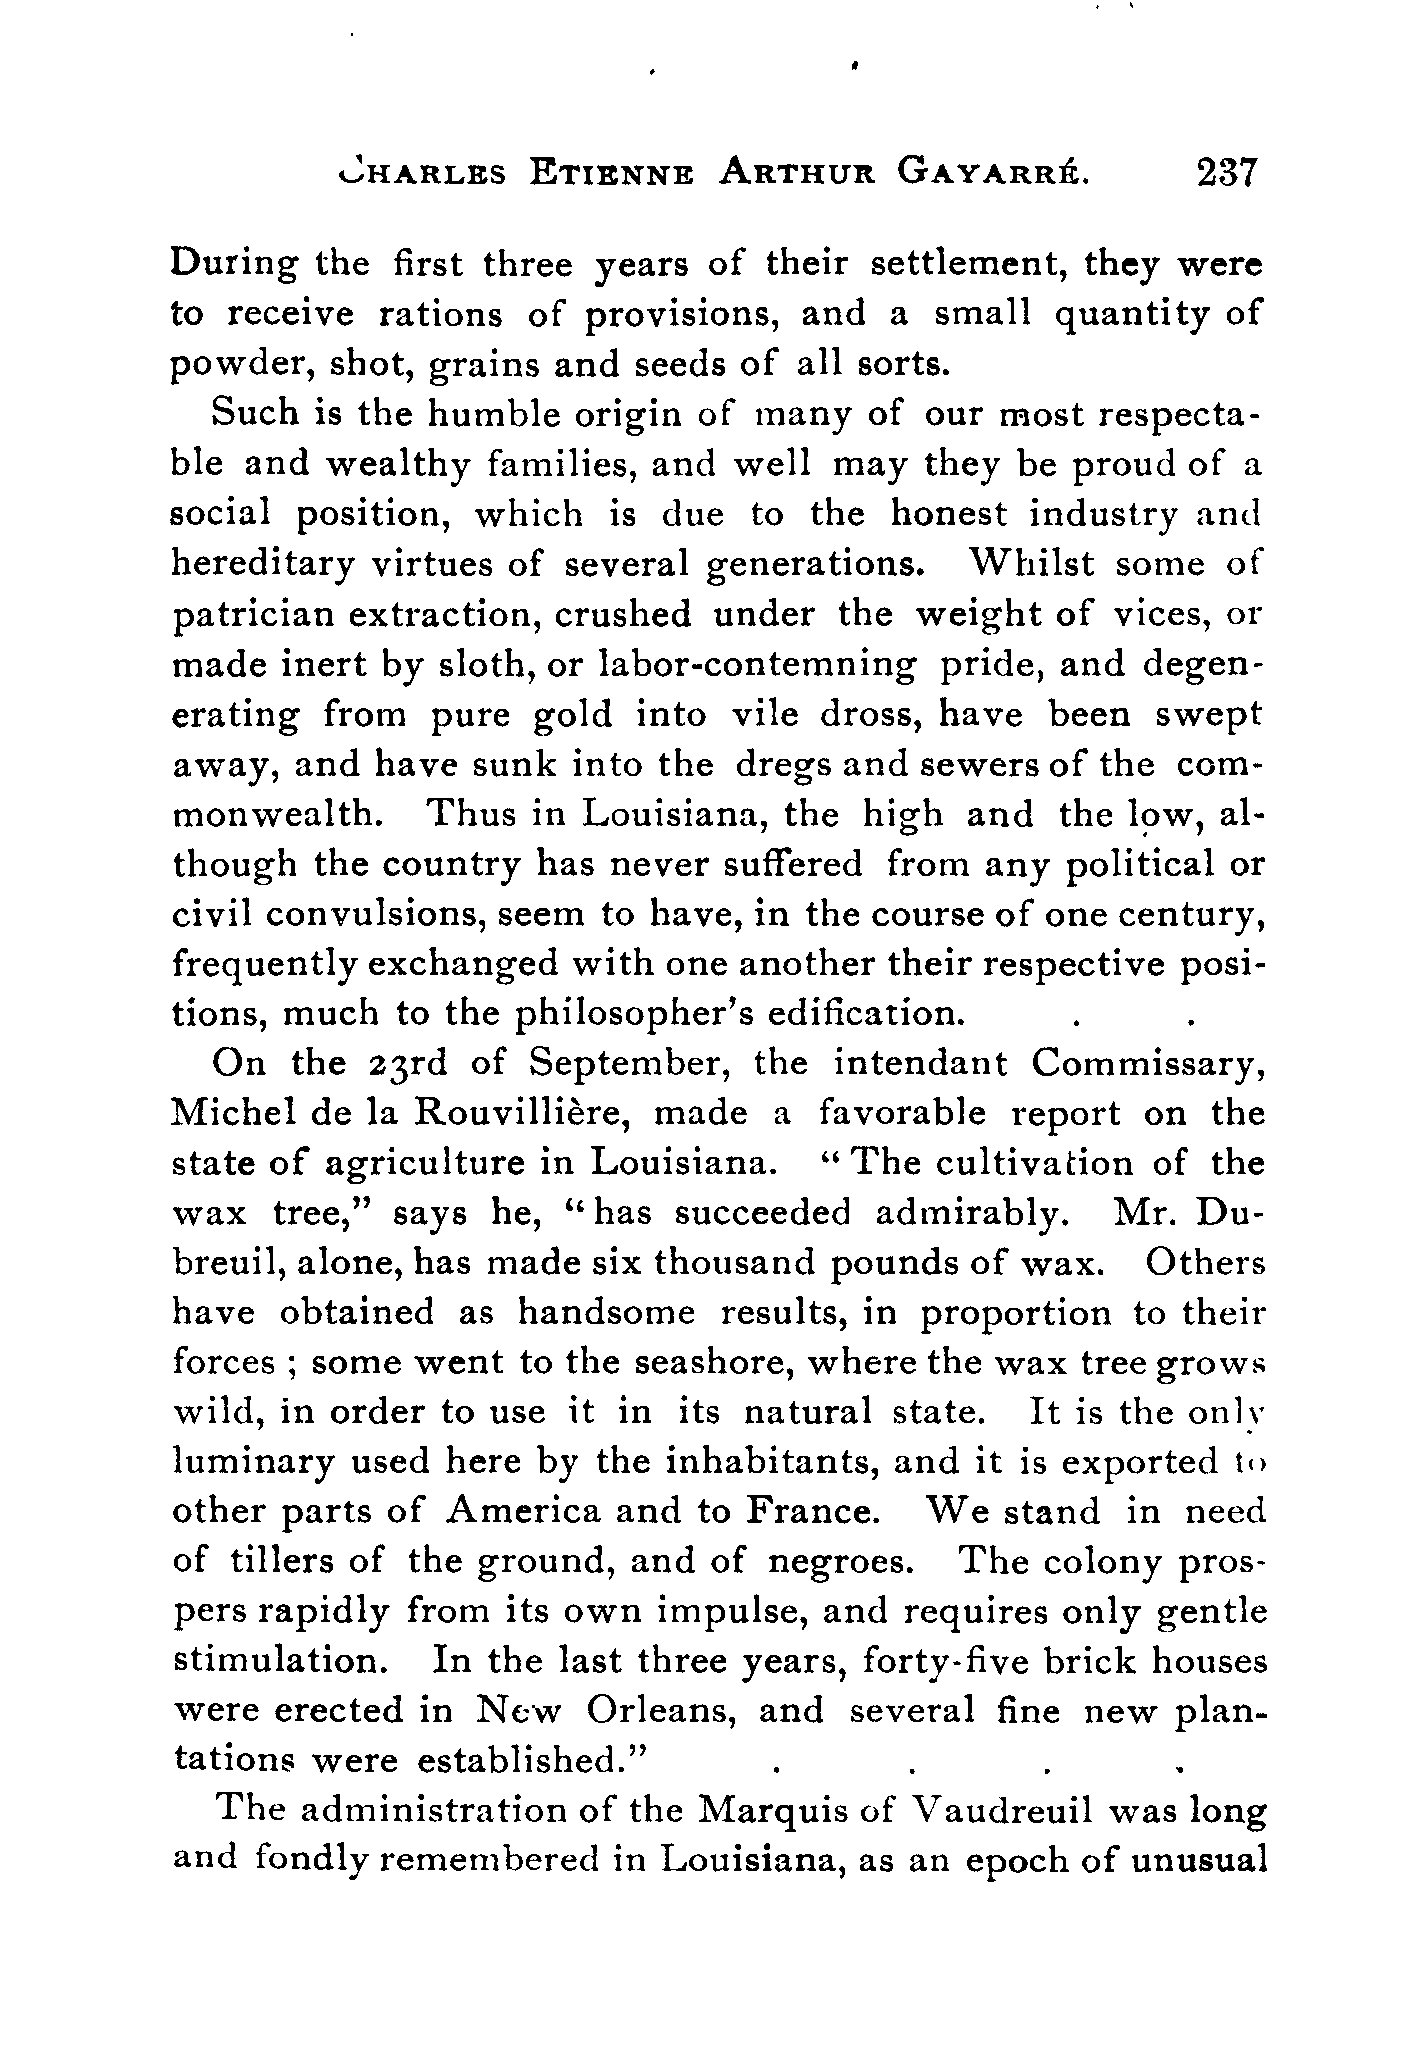 CHARLES ETIENNE ARTHUR GAYARRÉ. 237
During the first three years of their settlement, they were
to receive rations of provisions, and a small quantity of
powder, shot, grains and seeds of all sorts.
Such is the humble origin of many of our most respecta-
ble and wealthy families, and well may they be proud of a
social position, which is due to the honest industry and
hereditary virtues of several generations. Whilst some of
patrician extraction, crushed under the weight of vices, or
made inert by sloth, or labor-contemning pride, and degen-
erating from pure gold into vile dross, have been swept
away, and have sunk into the dregs and sewers of the com-
monwealth. Thus in Louisiana, the high and the low, al-
though the country has never suffered from any political or
civil convulsions, seem to have, in the course of one century,
frequently exchanged with one another their respective posi-
tions, much to the philosopher's edification. . .
On the 23rd of September, the intendant Commissary,
Michel de la Rouvillière, made a favorable report on the
state of agriculture in Louisiana. “The cultivation of the
wax tree,” says he, “has succeeded admirably. Mr. Du-
breuil, alone, has made six thousand pounds of wax. Others
have obtained as handsome results, in proportion to their
forces ; some went to the seashore, where the wax tree grows
wild, in order to use it in its natural state. It is the only
luminary used here by the inhabitants, and it is exported to
other parts of America and to France. We stand in need
of tillers of the ground, and of negroes. The colony pros-
pers rapidly from its own impulse, and requires only gentle
stimulation. In the last three years, forty-five brick houses
were erected in New Orleans, and several fine new plan-
tations were established.” . . . .
The administration of the Marquis of Vaudreuil was long
and fondly remembered in Louisiana, as an epoch of unusual